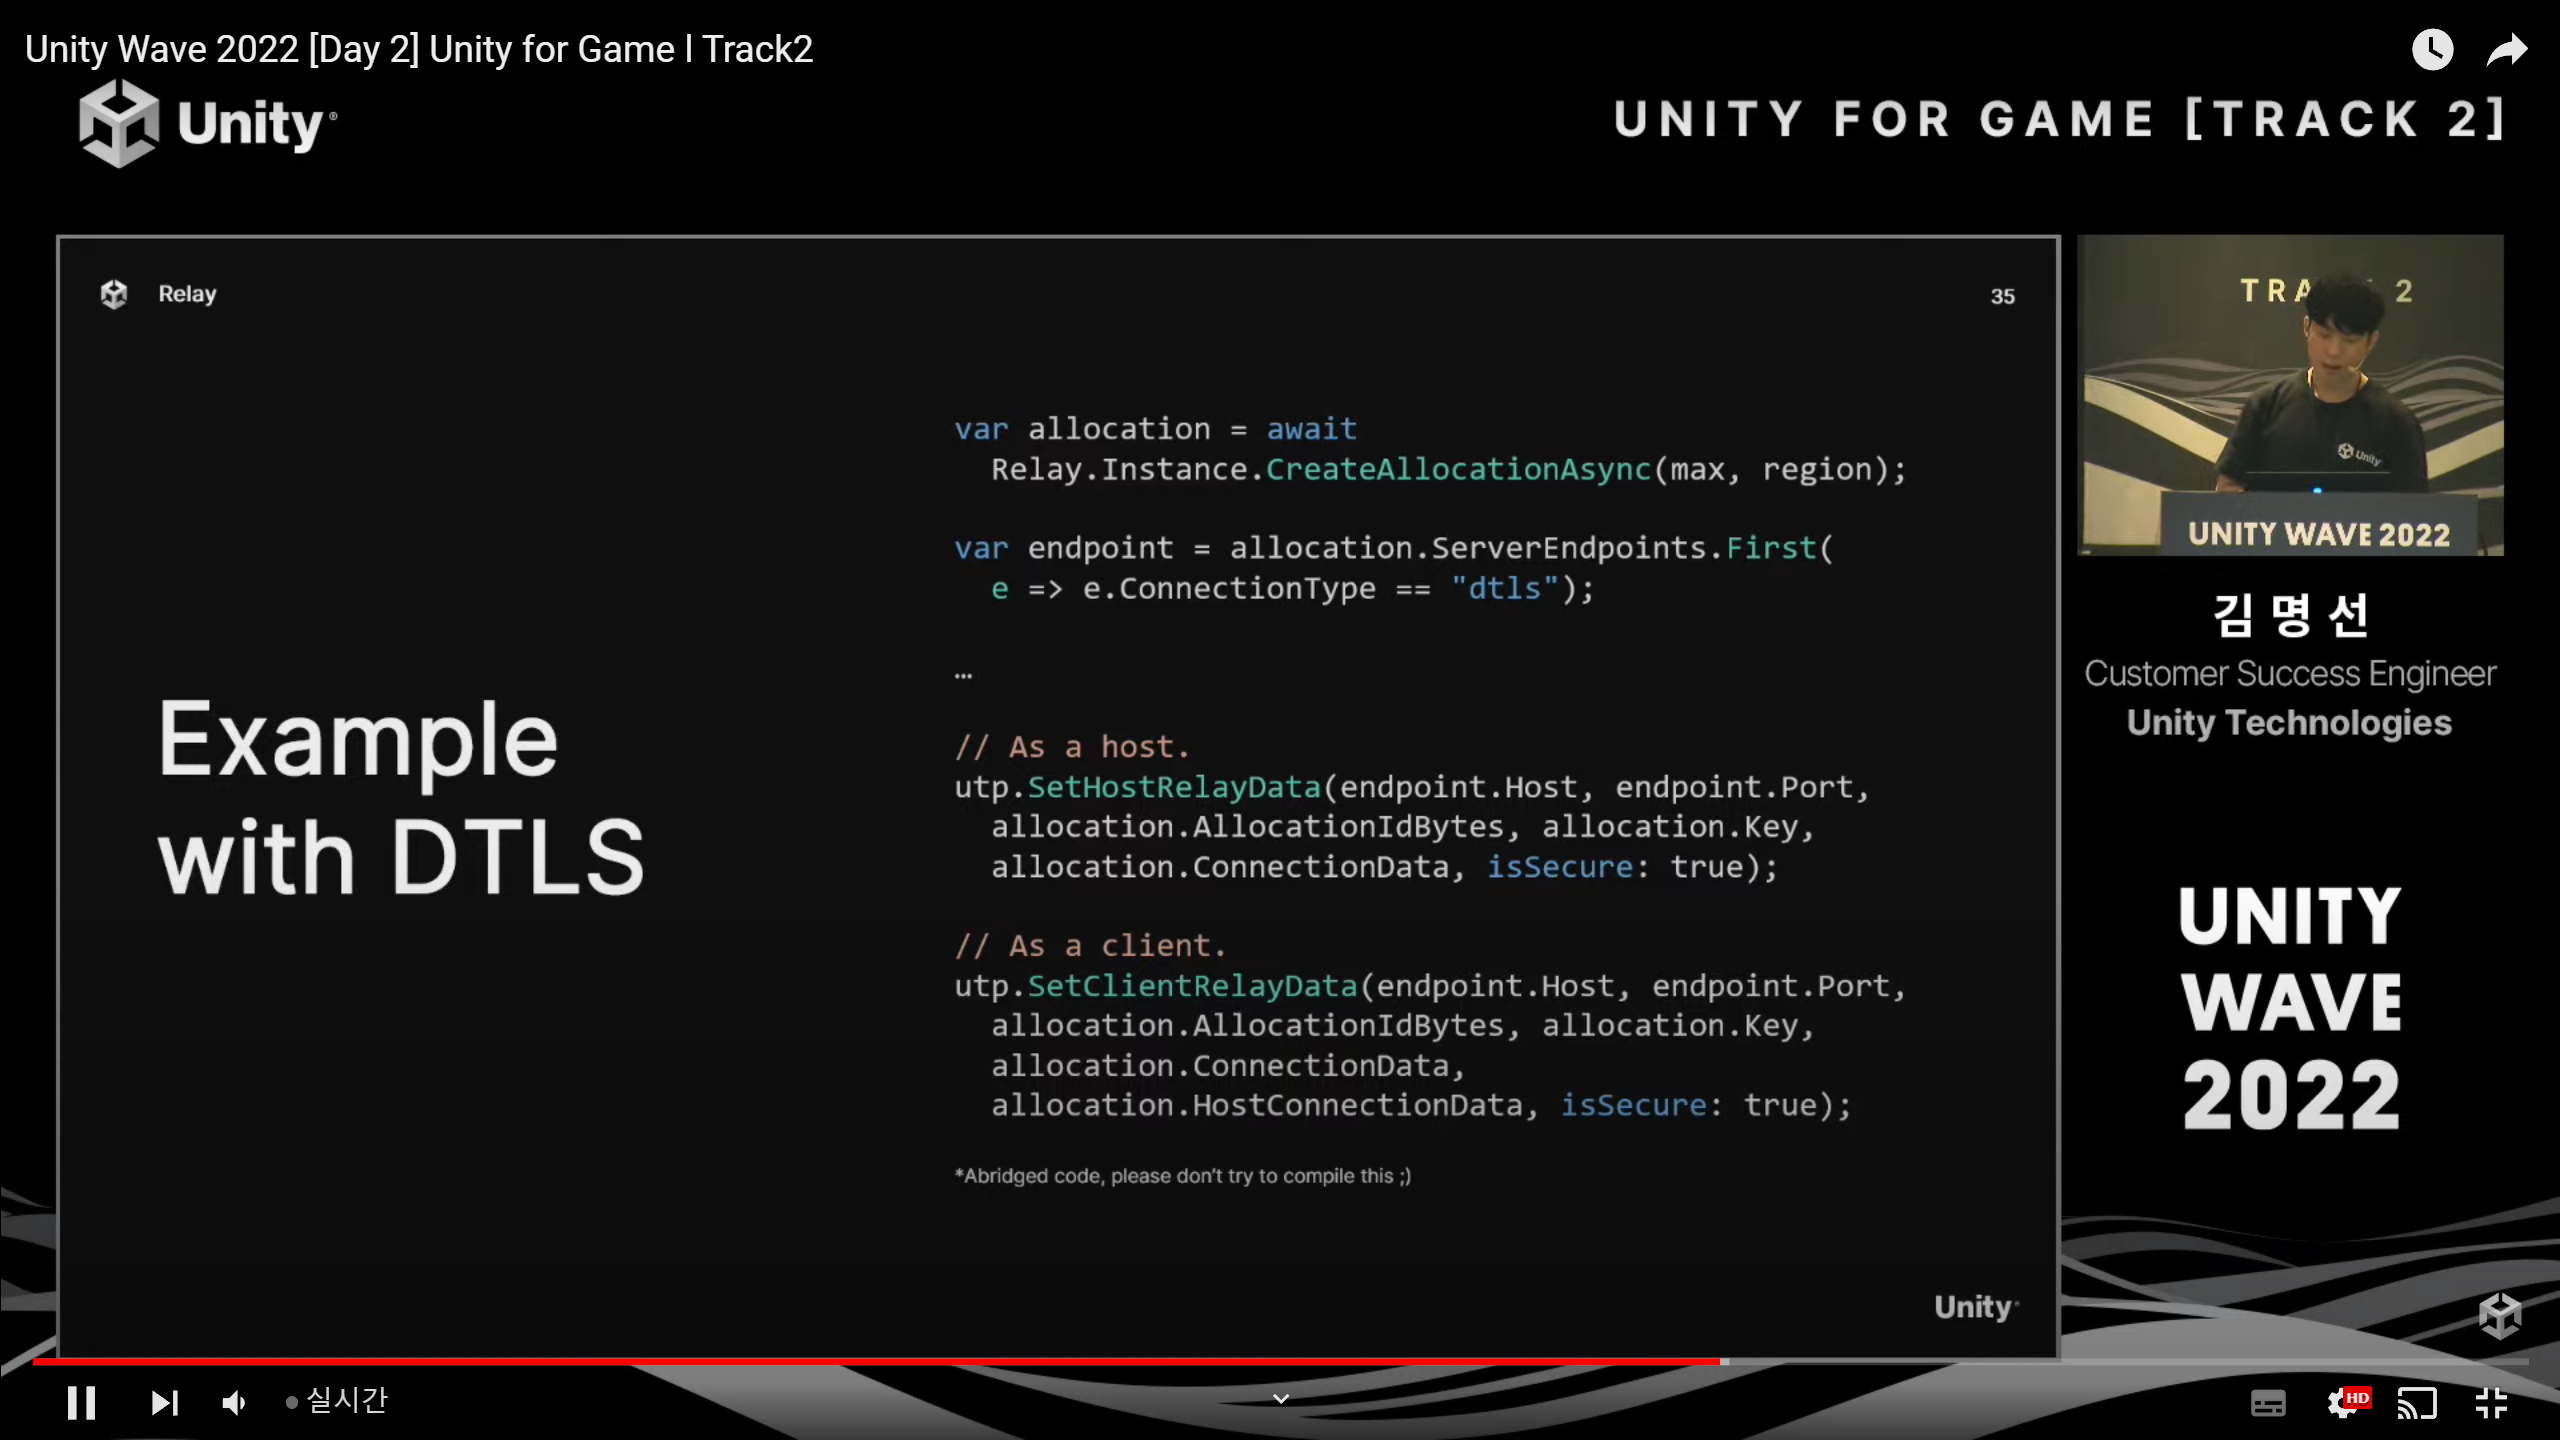 Unity Wave 2022 [Day 2] Unity for Game l Track2
Unity
UNITY FOR GAME [TRACK 2]
Relay
35
Example
with DTLS
var allocation = await
Relay.Instance.CreateAllocationAsync(max, region);
var endpoint = allocation.ServerEndpoints.First(
e => e.ConnectionType == "dtls");
…
// As a host.
utp.SetHostRelayData(endpoint.Host, endpoint.Port,
allocation.AllocationIdBytes, allocation.Key,
allocation.ConnectionData, isSecure: true);
// As a client.
utp.SetClientRelayData(endpoint.Host, endpoint.Port,
allocation.AllocationIdBytes, allocation.Key,
allocation.ConnectionData,
allocation.HostConnectionData, isSecure: true);
*Abridged code, please don't try to compile this ;)
Unity
TRA 2
Unity
UNITY WAVE 2022
김명선
Customer Success Engineer
Unity Technologies
UNITY
WAVE
2022
실시간
HD